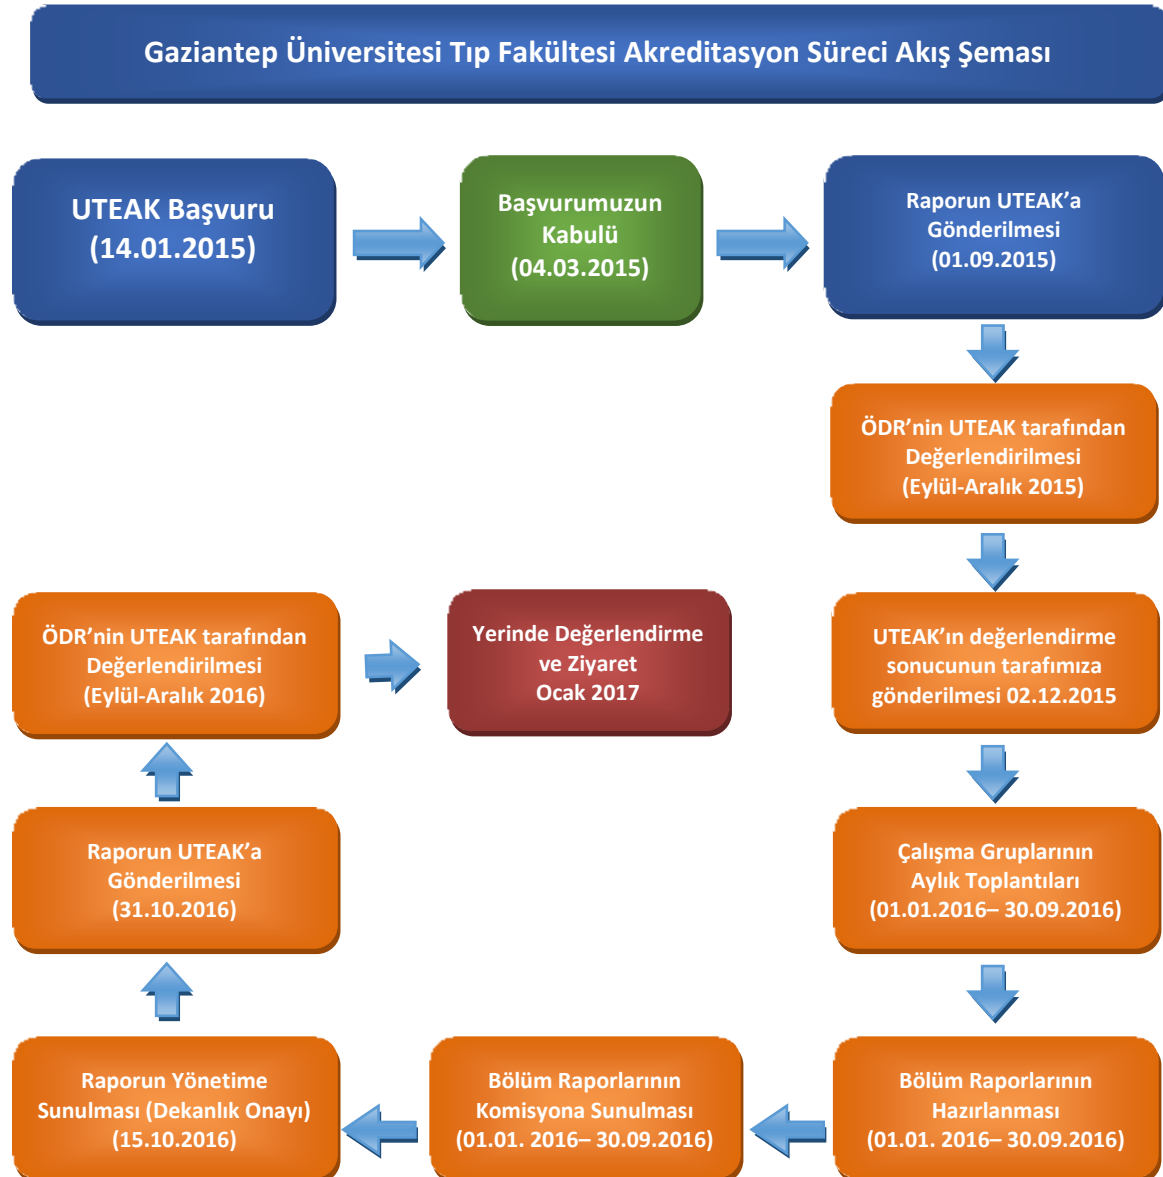 Gaziantep Üniversitesi Tıp Fakültesi Akreditasyon Süreci Akış Şeması
UTEAK Başvuru
(14.01.2015)
Başvurumuzun
Kabulü
(04.03.2015)
Raporun UTEAK’a
Gönderilmesi
(01.09.2015)
ÖDR’nin UTEAK tarafından
Değerlendirilmesi
(Eylül-Aralık 2015)
UTEAK’ın değerlendirme
sonucunun tarafımıza
gönderilmesi 02.12.2015
Çalışma Gruplarının
Aylık Toplantıları
(01.01.2016– 30.09.2016)
Bölüm Raporlarının
Hazırlanması
(01.01. 2016– 30.09.2016)
Bölüm Raporlarının
Komisyona Sunulması
(01.01. 2016– 30.09.2016)
Raporun Yönetime
Sunulması (Dekanlık Onayı)
(15.10.2016)
Raporun UTEAK’a
Gönderilmesi
(31.10.2016)
ÖDR’nin UTEAK tarafından
Değerlendirilmesi
(Eylül-Aralık 2016)
Yerinde Değerlendirme
ve Ziyaret
Ocak 2017